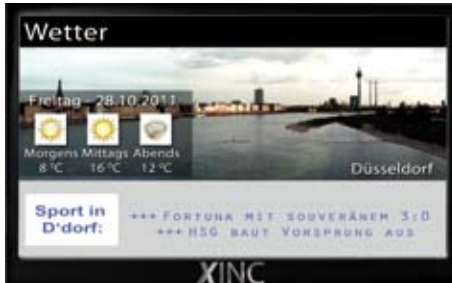 Wetter
Freitag - 28.10.2011
Morgens Mittags Abends
8 °C 16 °C 12 °C
Düsseldorf
Sport in
D'dorf:
+++ FORTUNA MIT SOUVERÄNEM 3:0
+++ HSG BAUT VORSPRUNG AUS
XINC